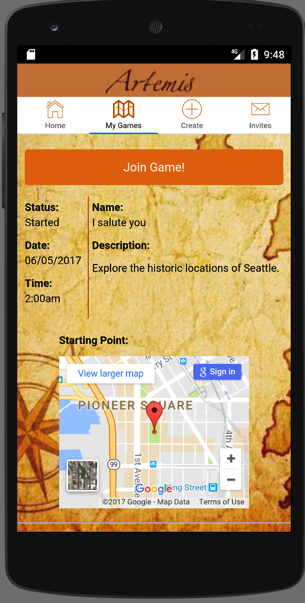 4G 9:48
Artemis
Home My Games Create Invites
Join Game!
Status: Name:
Started I salute you
Date: Description:
06/05/2017 Explore the historic locations of Seattle.
Time:
2:00am
Starting Point:
View larger map Sign in
PIONEER SQUARE
4th A
99
1st Aven
+
−
Google King Street
©2017 Google - Map Data Terms of Use